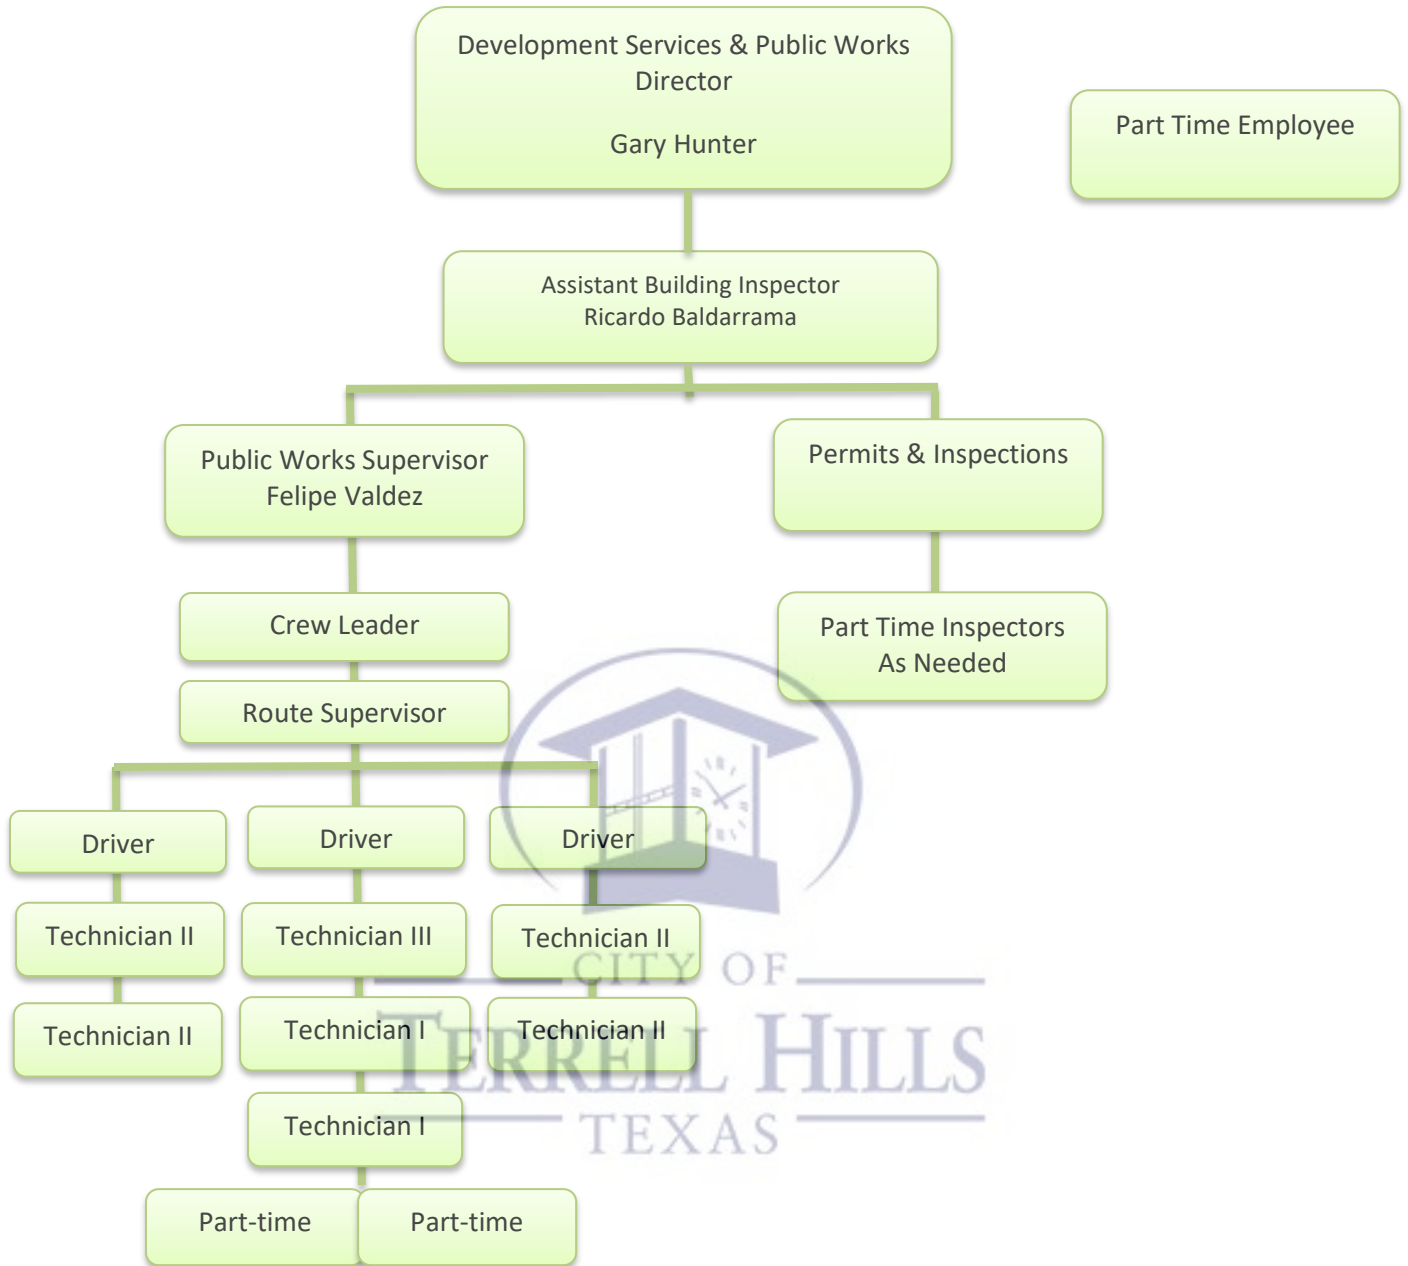 Development Services & Public Works
Director
Gary Hunter
Part Time Employee
Assistant Building Inspector
Ricardo Baldarrama
Public Works Supervisor
Felipe Valdez
Permits & Inspections
Crew Leader
Part Time Inspectors
As Needed
Route Supervisor
Driver
Driver
Driver
Technician II
Technician III
Technician II
CITY OF
Technician II
Technician I
Technician II
TERRELL HILLS
Technician I
TEXAS
Part-time
Part-time